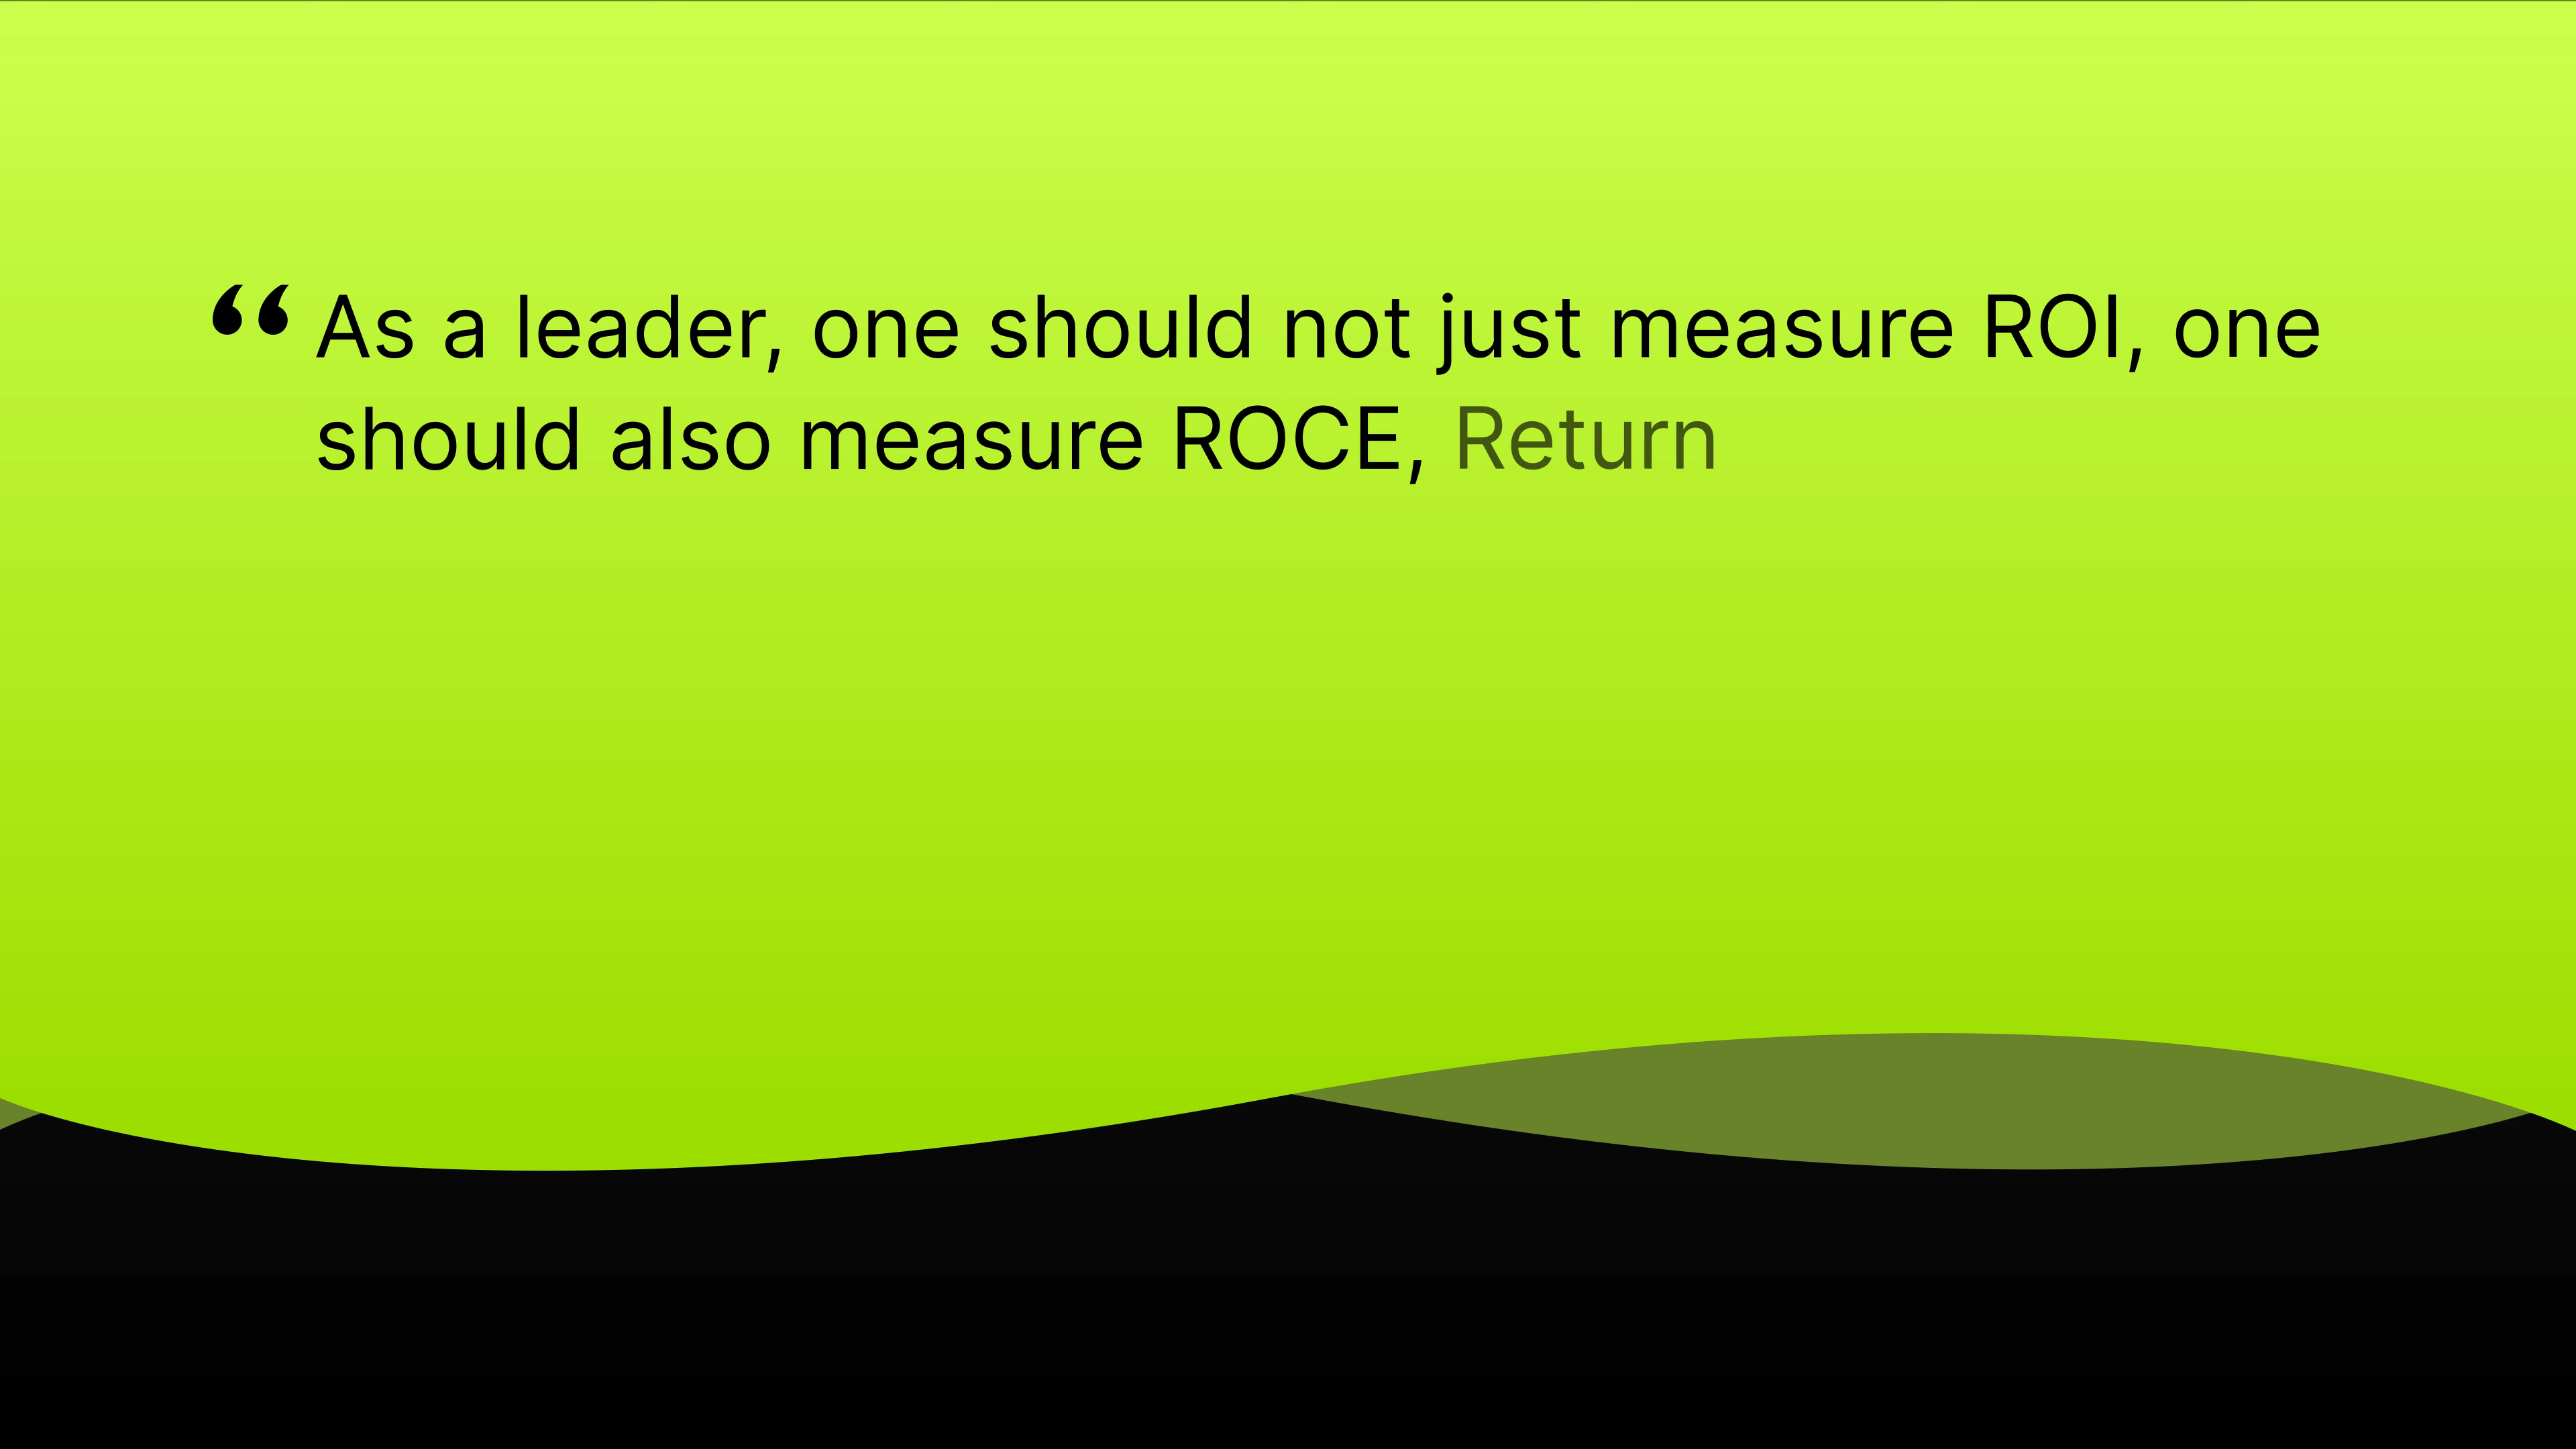 “As a leader, one should not just measure ROI, one
should also measure ROCE, Return